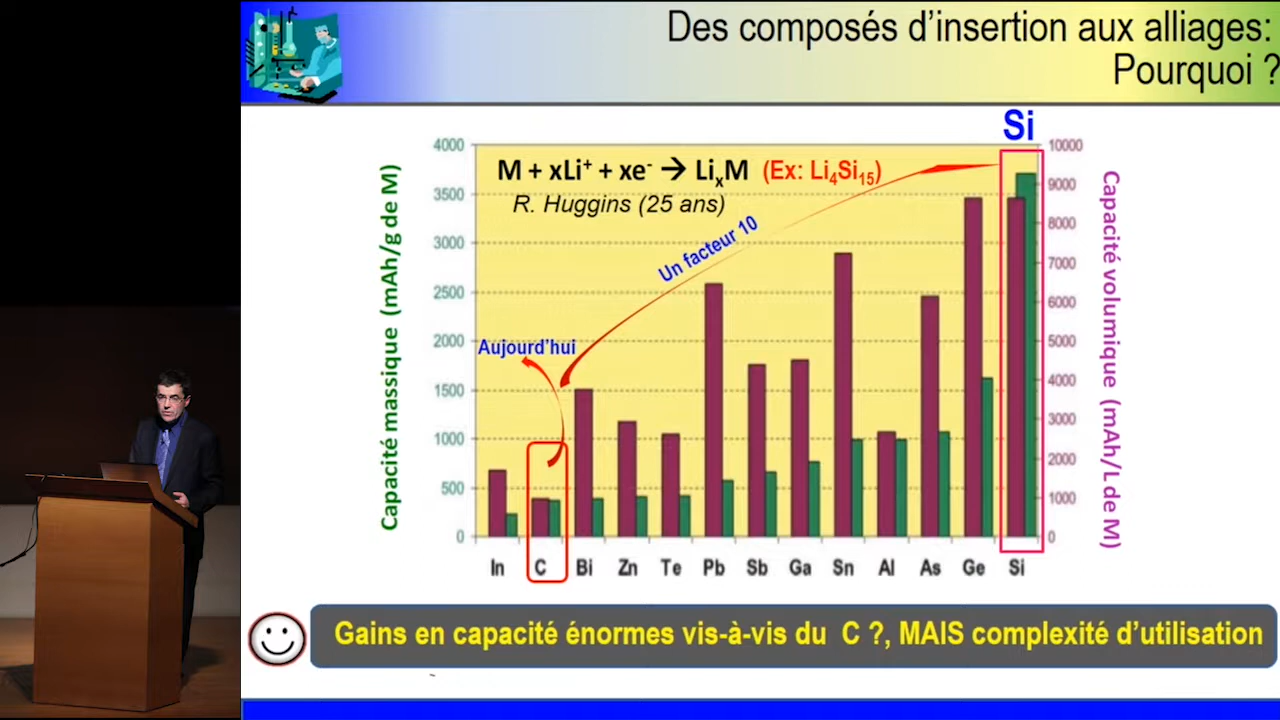 Des composés d’insertion aux alliages:
Pourquoi ?
Si
4000
3500
3000
2500
2000
1500
1000
500
0
Capacité massique (mAh/g de M)
M + xLi⁺ + xe⁻ → LiₓM (Ex: Li₄Si₁₅)
R. Huggins (25 ans)
Un facteur 10
Aujourd’hui
10000
9000
8000
7000
6000
5000
4000
3000
2000
1000
0
Capacité volumique (mAh/L de M)
In C Bi Zn Te Pb Sb Ga Sn Al As Ge Si
Gains en capacité énormes vis-à-vis du C ?, MAIS complexité d’utilisation